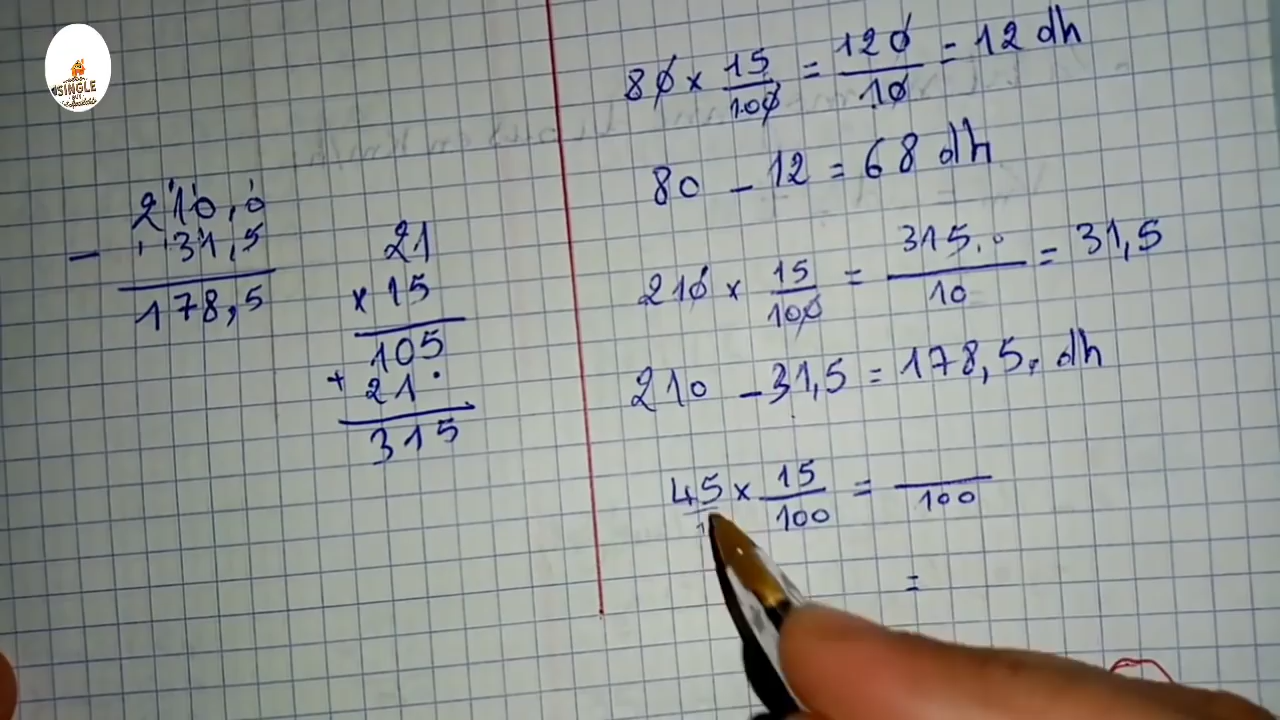 SINGLE
210,0
- 31,5
178,5
21
x 15
105
+ 21.
315
80 x 15/100 = 120/10 = 12 dh
80 - 12 = 68 dh
210 x 15/100 = 315.0/10 = 31,5
210 - 31,5 = 178,5. dh
45/1 x 15/100 = /100
=